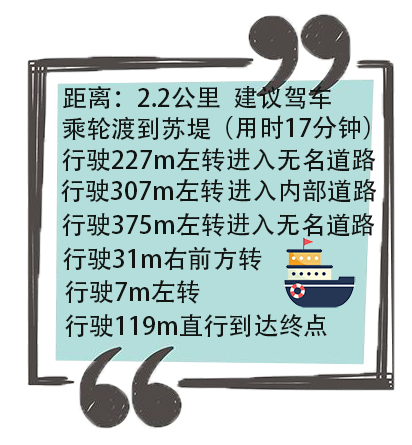 距离：2.2公里 建议驾车
乘轮渡到苏堤（用时17分钟）
行驶227m左转进入无名道路
行驶307m左转进入内部道路
行驶375m左转进入无名道路
行驶31m右前方转
行驶7m左转
行驶119m直行到达终点